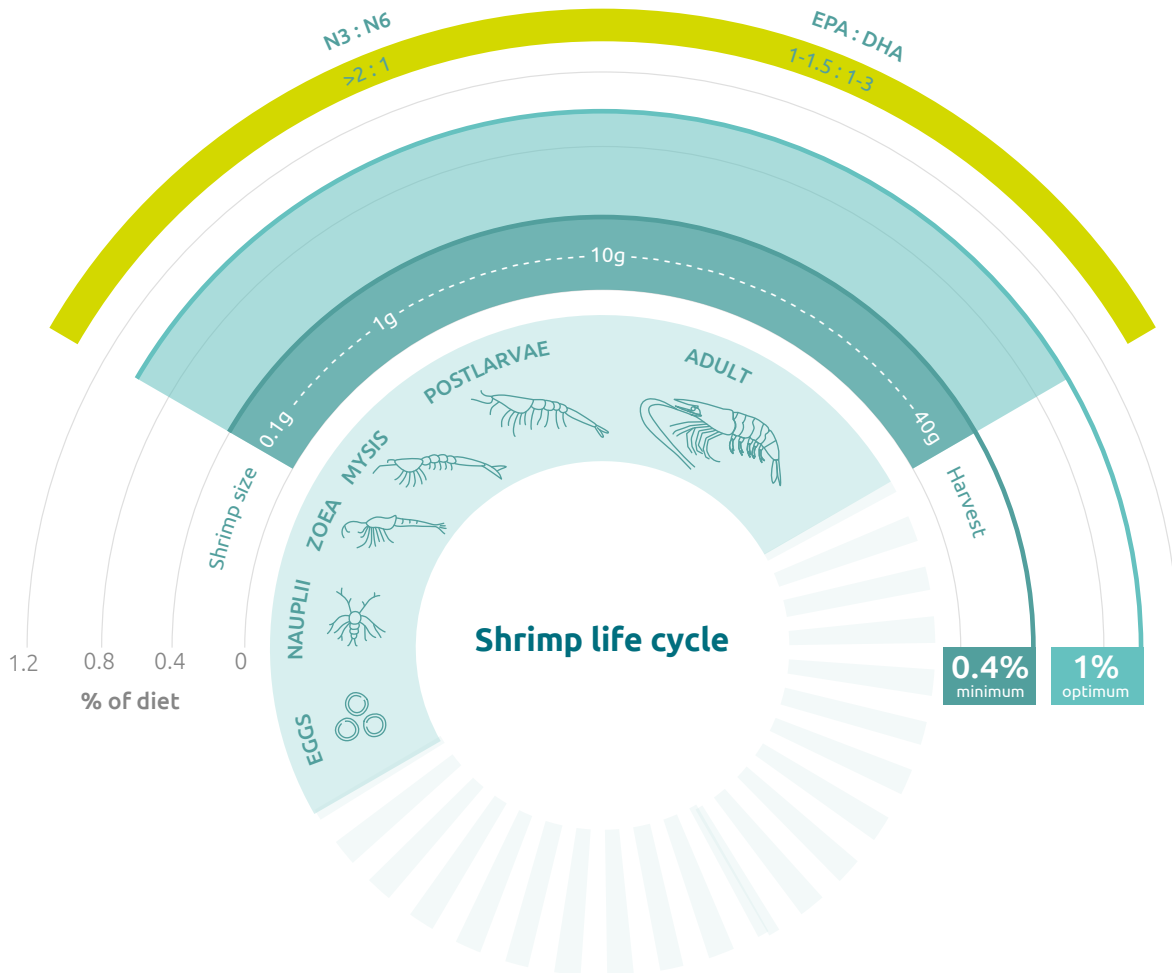 N3 : N6
>2 : 1
EPA : DHA
1-1.5 : 1-3
0.1g
1g
10g
40g
Shrimp size
Harvest
EGGS
NAUPLII
ZOEA
MYSIS
POSTLARVAE
ADULT
Shrimp life cycle
1.2
0.8
0.4
0
% of diet
0.4%
minimum
1%
optimum